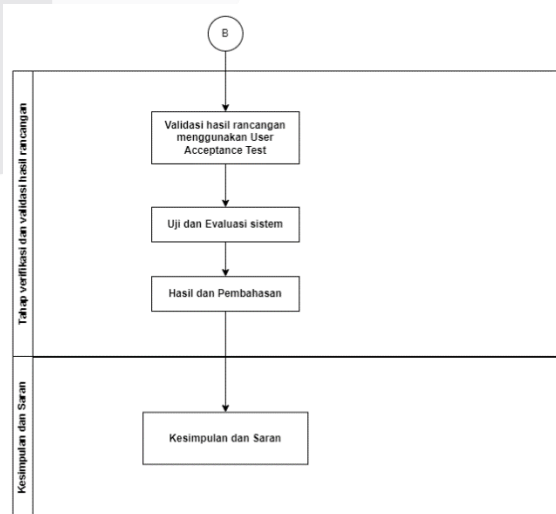 B
Tahap verifikasi dan validasi hasil rancangan
Validasi hasil rancangan
menggunakan User
Acceptance Test
Uji dan Evaluasi sistem
Hasil dan Pembahasan
Kesimpulan dan Saran
Kesimpulan dan Saran